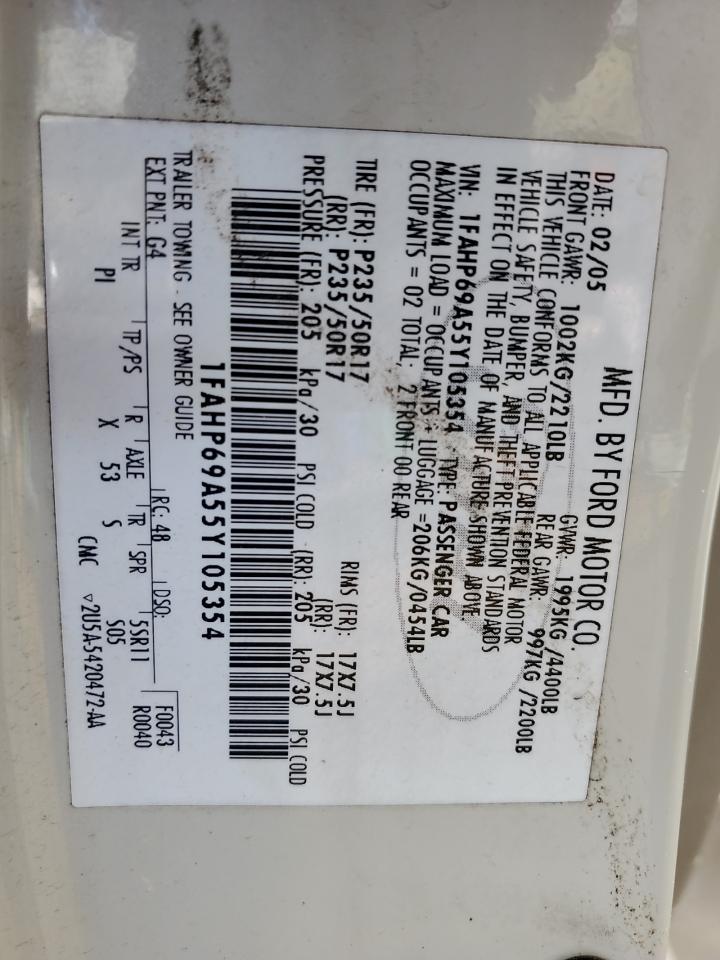 MFD. BY FORD MOTOR CO.
DATE: 02/05 GVWR: 1995KG/4400LB
FRONT GAWR: 1002KG/2210LB REAR GAWR: 997KG/2200LB
THIS VEHICLE CONFORMS TO ALL APPLICABLE FEDERAL MOTOR
VEHICLE SAFETY, BUMPER, AND THEFT PREVENTION STANDARDS
IN EFFECT ON THE DATE OF MANUFACTURE SHOWN ABOVE
VIN: 1FAHP69A55Y105354 TYPE: PASSENGER CAR
MAXIMUM LOAD = OCCUPANTS + LUGGAGE =206KG/0454LB
OCCUPANTS = 02 TOTAL; 2 FRONT 00 REAR
TIRE (FR): P235/50R17 RIMS (FR): 17X7.5J
(RR): P235/50R17 (RR): 17X7.5J
PRESSURE (FR): 205 kPa/30 PSI COLD (RR): 205 kPa/30 PSI COLD
1FAHP69A55Y105354
TRAILER TOWING - SEE OWNER GUIDE F0043
EXT PNT: G4 RC: 48 DSO: R0040
INT TR TP/PS R AXLE TR SPR 5SR11
PI X 53 S S05
CMC ▽2U5A-5420472-AA